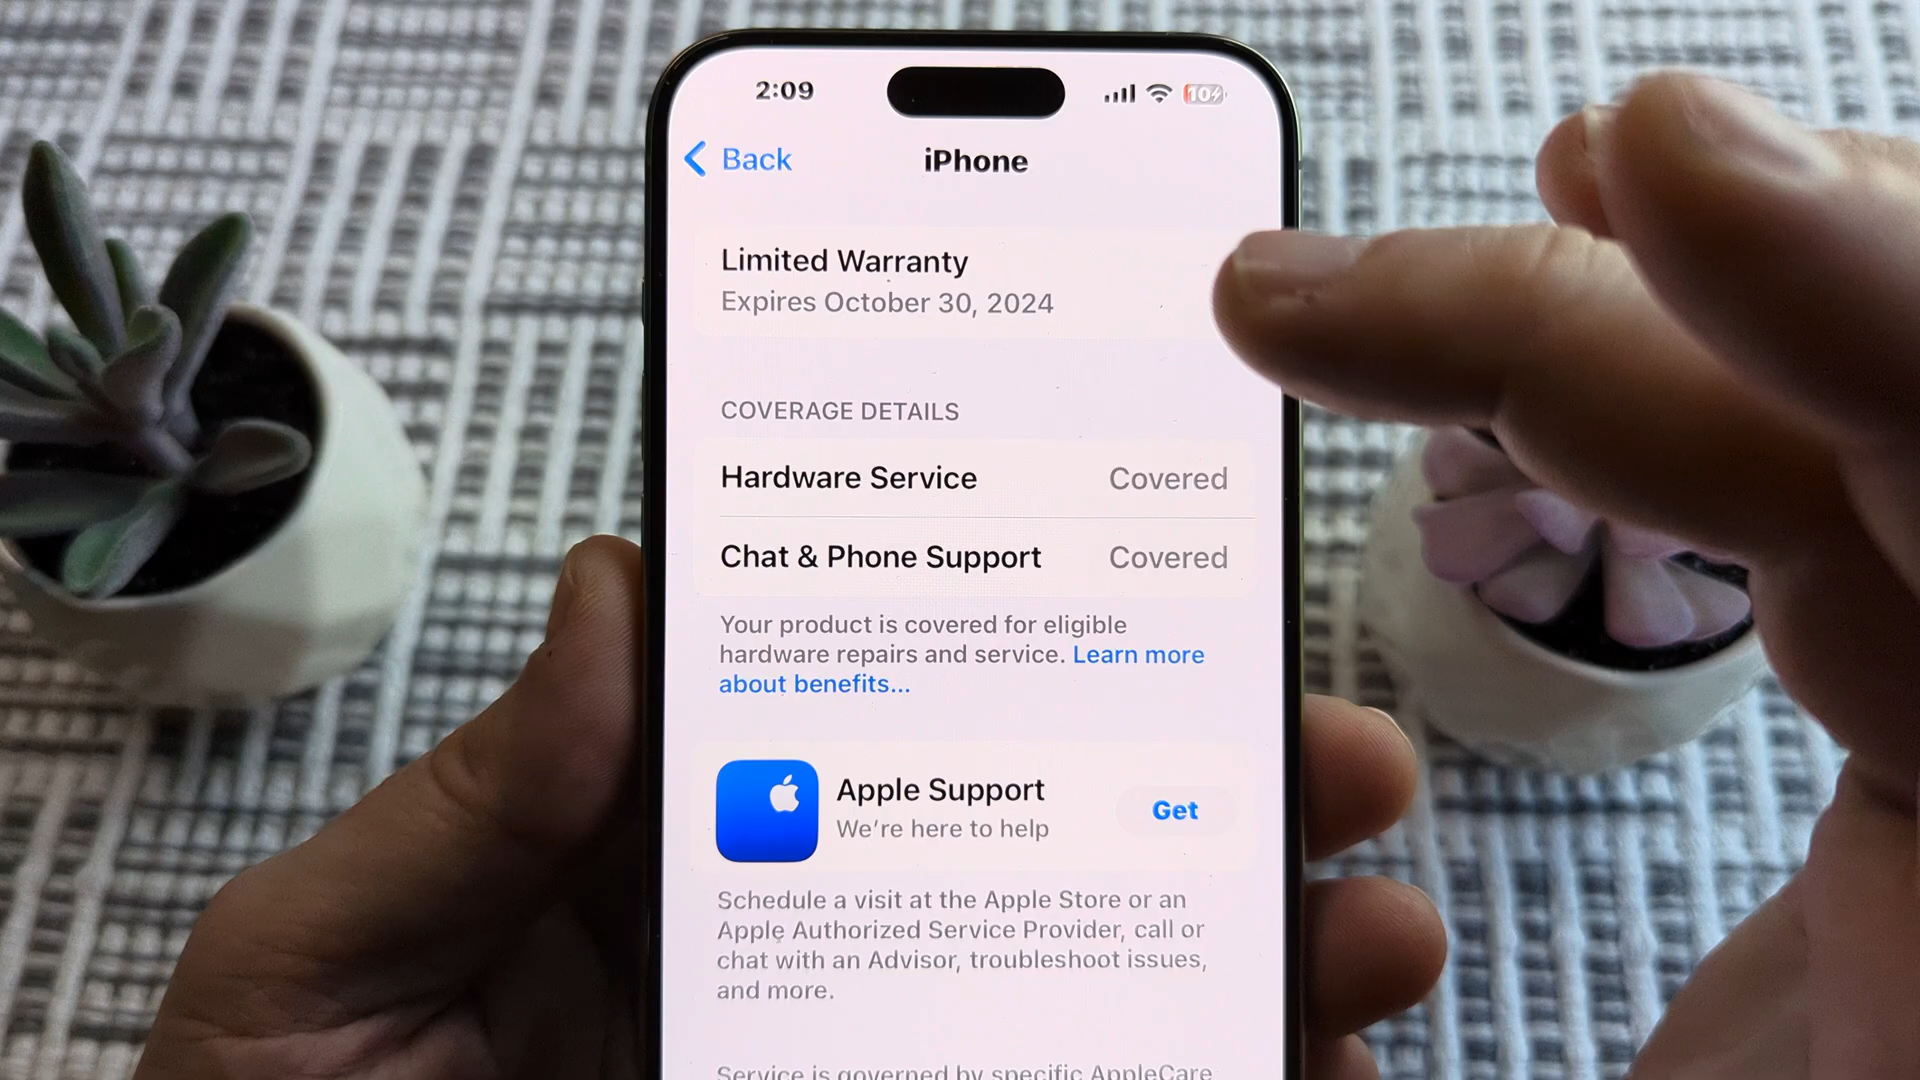 2:09
10
Back
iPhone
Limited Warranty
Expires October 30, 2024
COVERAGE DETAILS
Hardware Service Covered
Chat & Phone Support Covered
Your product is covered for eligible
hardware repairs and service. Learn more
about benefits...
Apple Support
We're here to help
Get
Schedule a visit at the Apple Store or an
Apple Authorized Service Provider, call or
chat with an Advisor, troubleshoot issues,
and more.
Service is governed by specific AppleCare